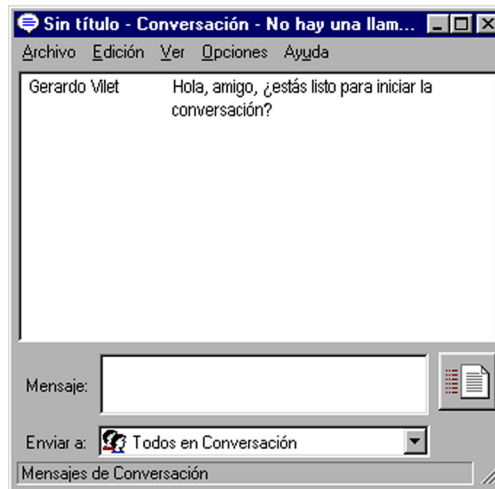 Sin título - Conversación - No hay una llam...
Archivo Edición Ver Opciones Ayuda
Gerardo Vilet Hola, amigo, ¿estás listo para iniciar la
conversación?
Mensaje:
Enviar a: Todos en Conversación
Mensajes de Conversación